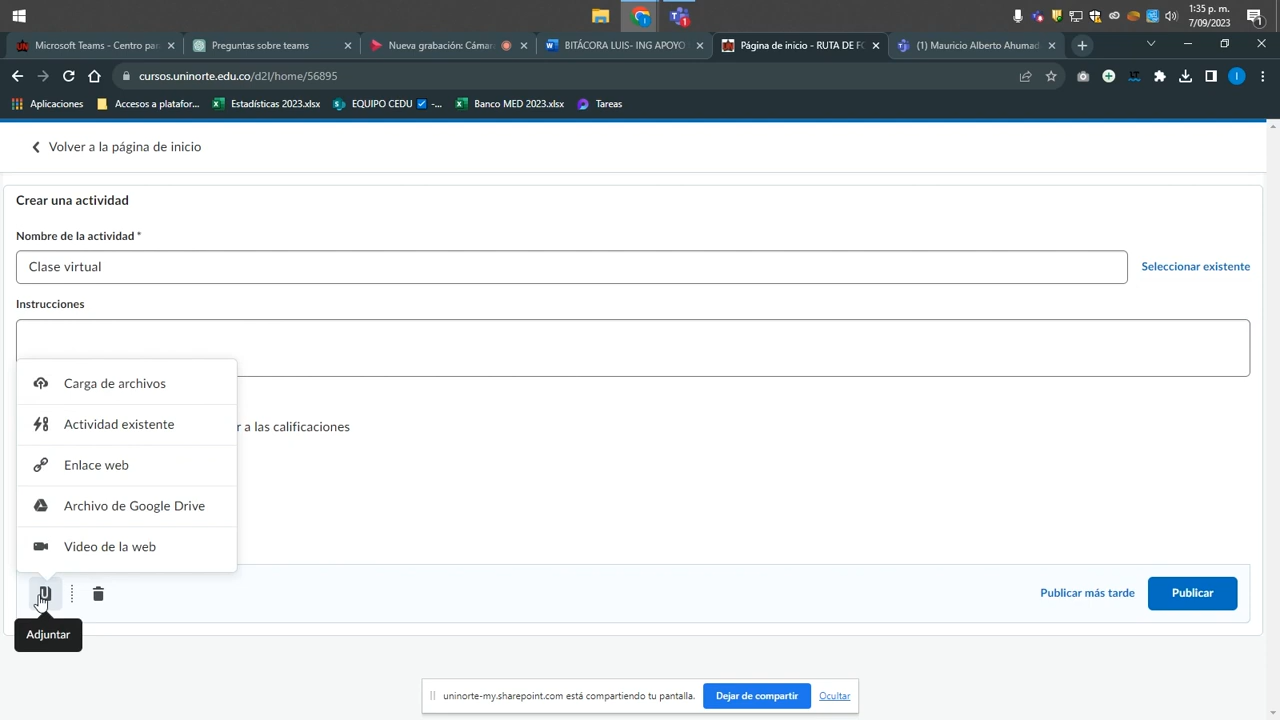 1:35 p. m.
7/09/2023
Microsoft Teams - Centro pa
Preguntas sobre teams
Nueva grabación: Cámar
BITÁCORA LUIS- ING APOYO
Página de inicio - RUTA DE FO
(1) Mauricio Alberto Ahumad
cursos.uninorte.edu.co/d2l/home/56895
Aplicaciones
Accesos a platafor...
Estadísticas 2023.xlsx
EQUIPO CEDU ☑ -...
Banco MED 2023.xlsx
Tareas
Volver a la página de inicio
Crear una actividad
Nombre de la actividad *
Clase virtual
Seleccionar existente
Instrucciones
Carga de archivos
Actividad existente
r a las calificaciones
Enlace web
Archivo de Google Drive
Video de la web
Publicar más tarde
Publicar
Adjuntar
uninorte-my.sharepoint.com está compartiendo tu pantalla.
Dejar de compartir
Ocultar